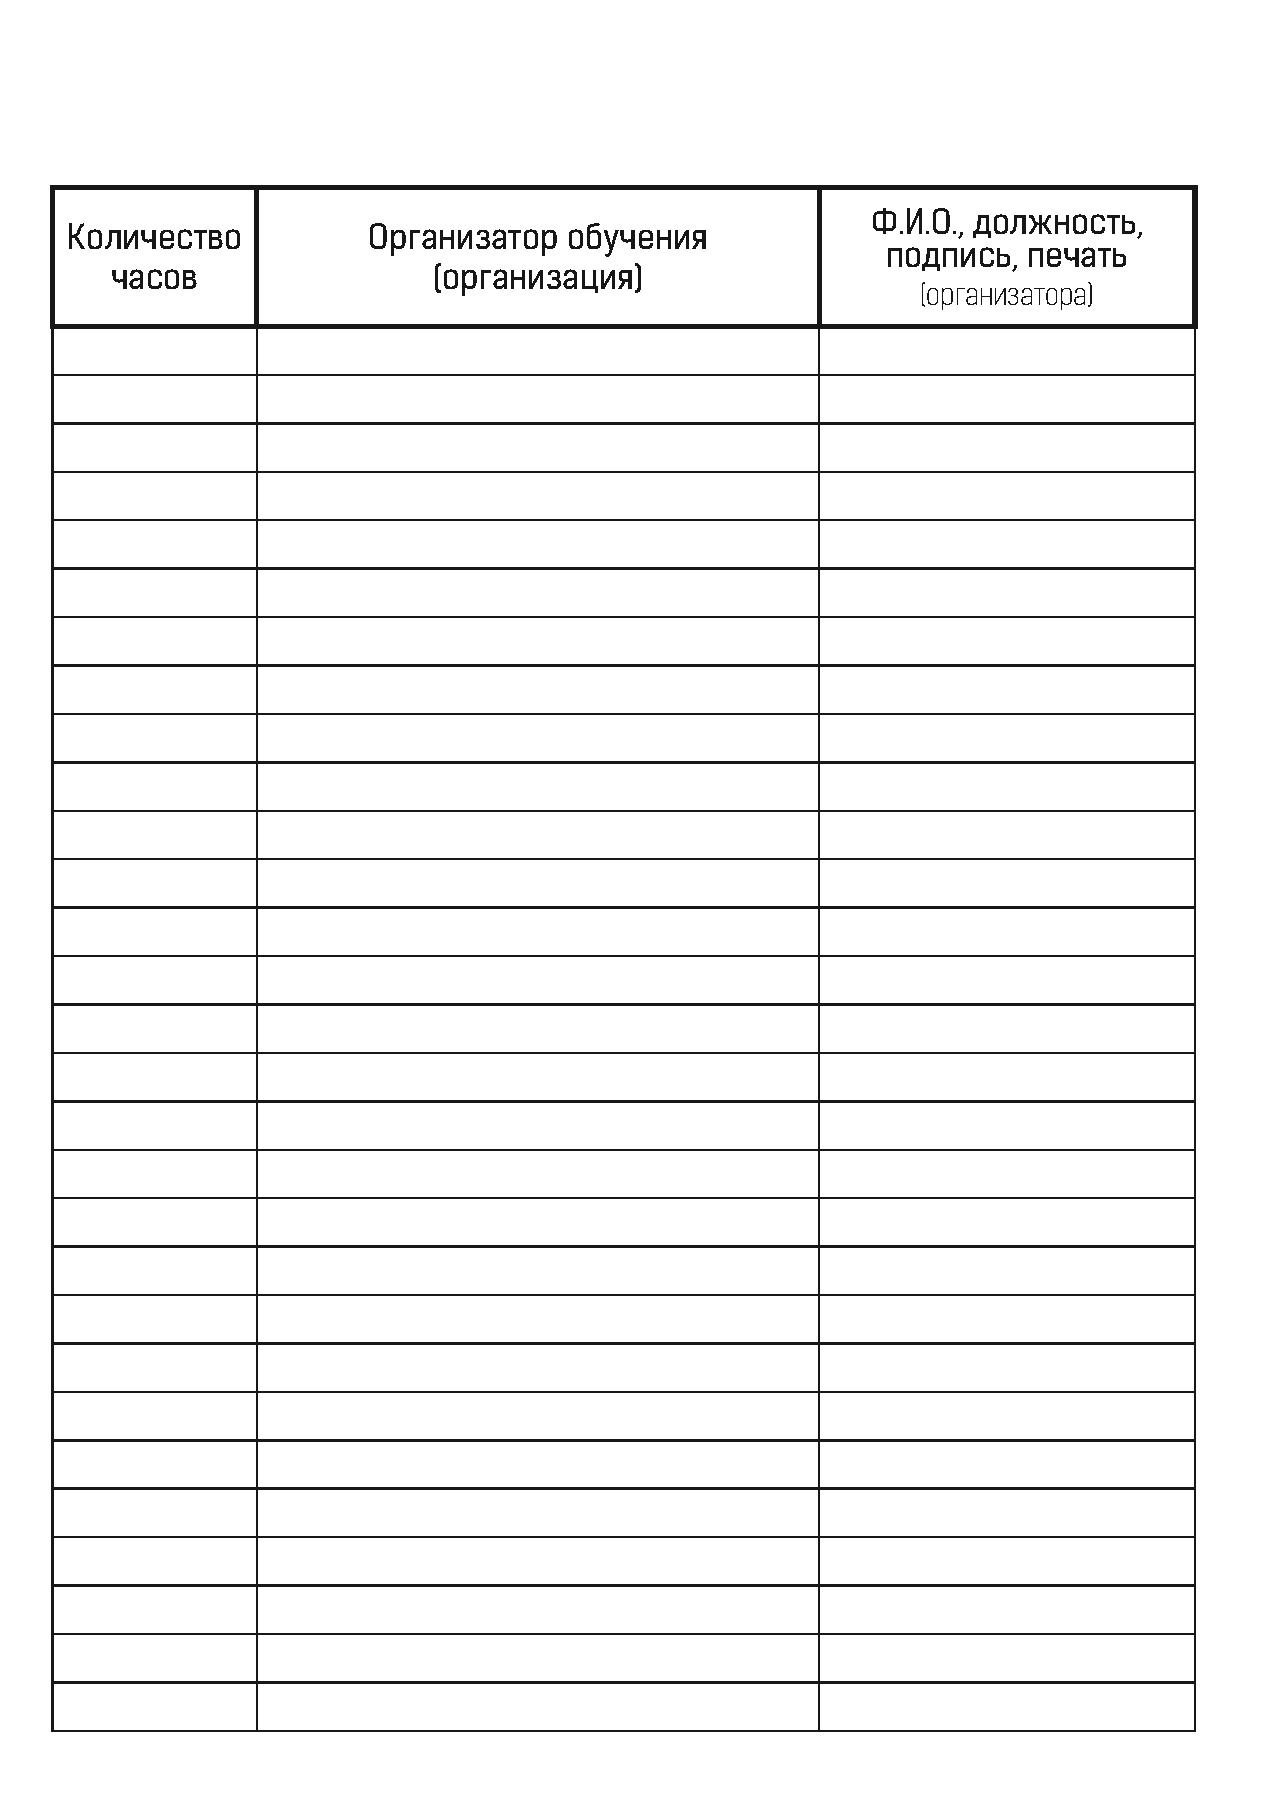 Количество
часов
Организатор обучения
(организация)
Ф.И.О., должность,
подпись, печать
(организатора)